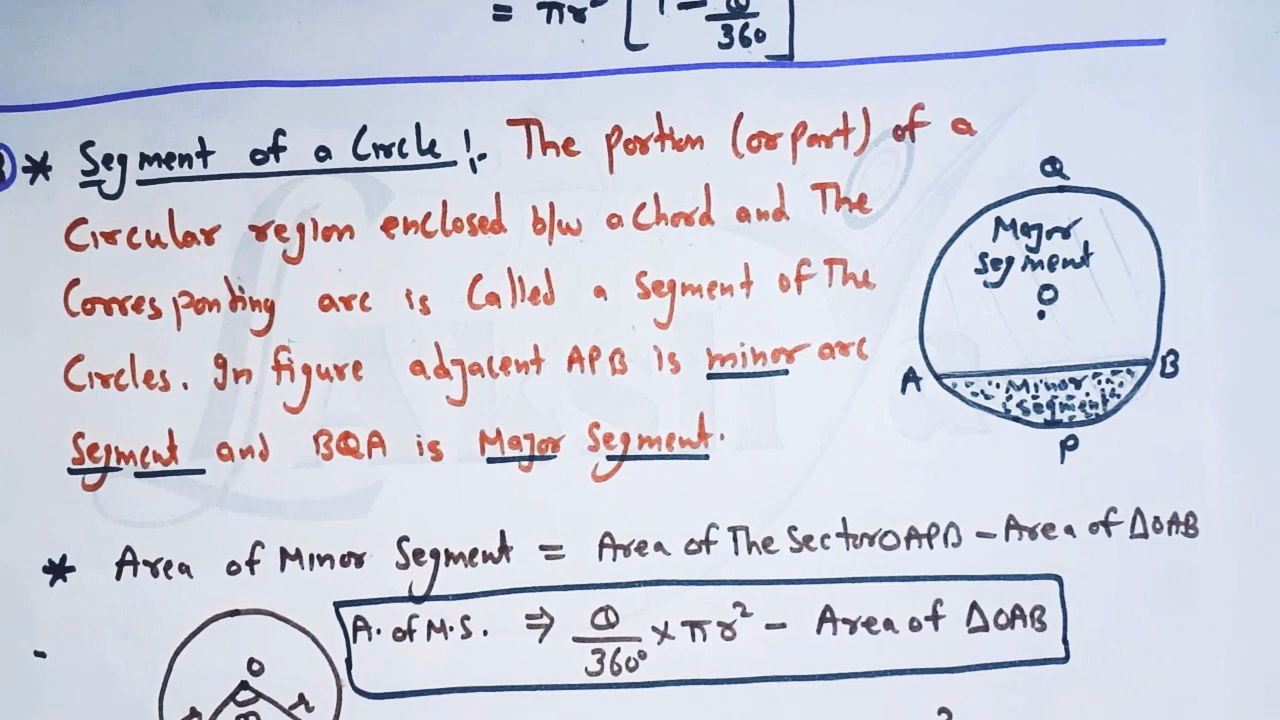 = πr² [1 - θ/360]
* Segment of a Circle :- The portion (or part) of a
Circular region enclosed b/w a Chord and The
Corresponding arc is Called a Segment of The
Circles. In figure adjacent APB is minor arc
Segment and BQA is Major Segment.
Q
Major
segment
O
A
B
Minor
Segment
P
* Area of Minor Segment = Area of The Sector OAPB - Area of ΔOAB
A. of M.S. ⇒ θ/360° × πr² - Area of ΔOAB
O
r